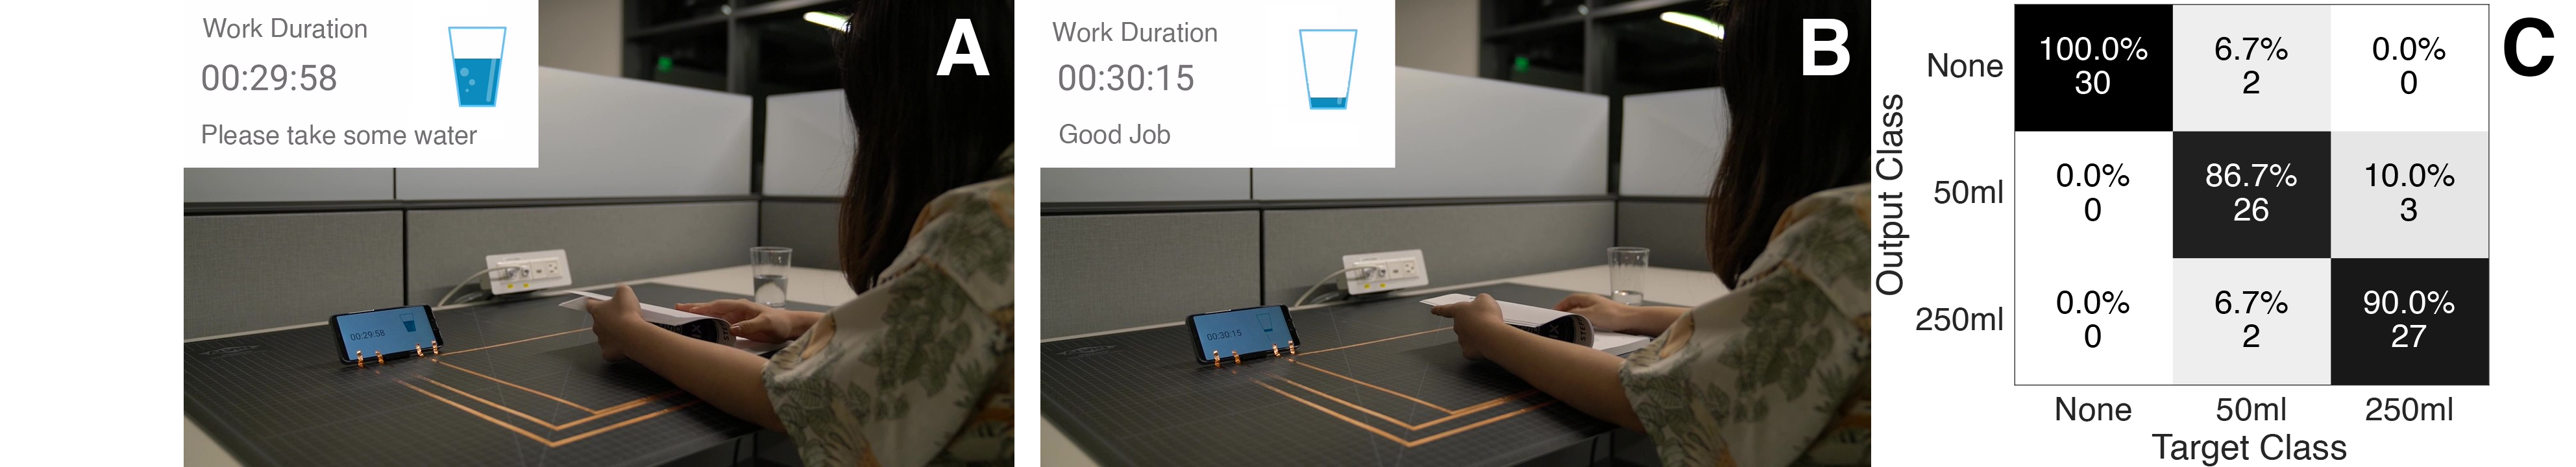 Work Duration
00:29:58
Please take some water
A
00:29:58
Work Duration
00:30:15
Good Job
B
00:30:15
C
Output Class
None
100.0%
30
6.7%
2
0.0%
0
50ml
0.0%
0
86.7%
26
10.0%
3
250ml
0.0%
0
6.7%
2
90.0%
27
None
50ml
250ml
Target Class